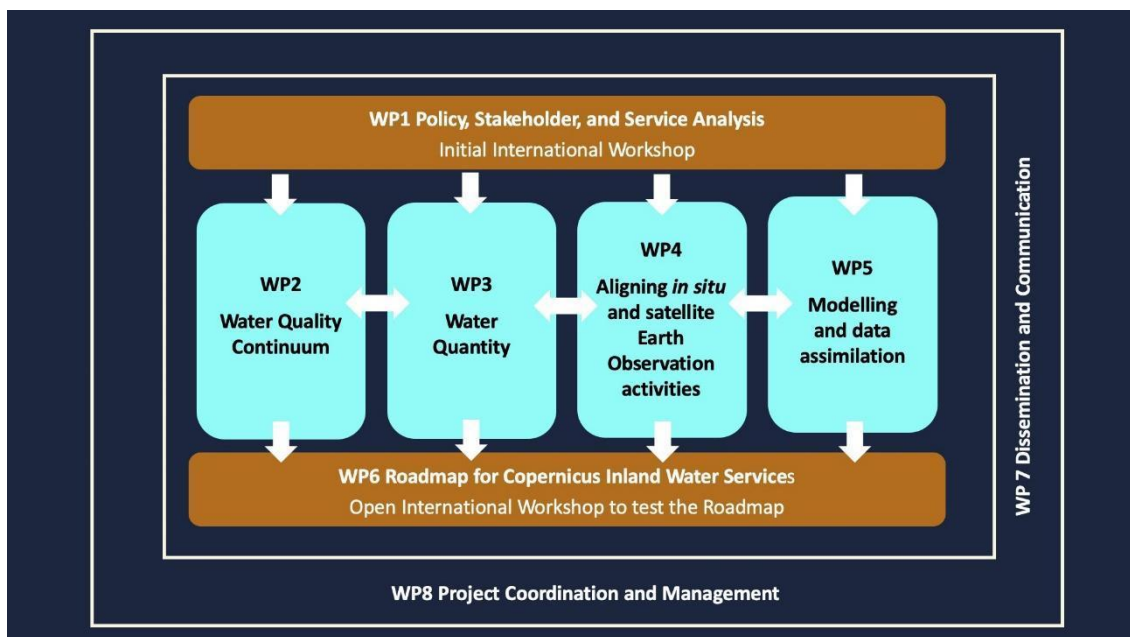 WP1 Policy, Stakeholder, and Service Analysis
Initial International Workshop
WP2
Water Quality
Continuum
WP3
Water
Quantity
WP4
Aligning in situ
and satellite
Earth
Observation
activities
WP5
Modelling
and data
assimilation
WP6 Roadmap for Copernicus Inland Water Services
Open International Workshop to test the Roadmap
WP 7 Dissemination and Communication
WP8 Project Coordination and Management